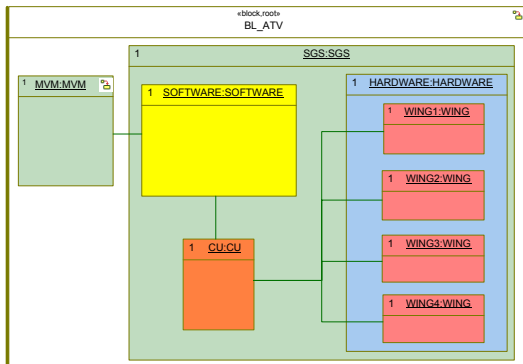 «block,root»
BL_ATV
1 SGS:SGS
1 MVM:MVM
1 SOFTWARE:SOFTWARE
1 HARDWARE:HARDWARE
1 WING1:WING
1 WING2:WING
1 CU:CU
1 WING3:WING
1 WING4:WING